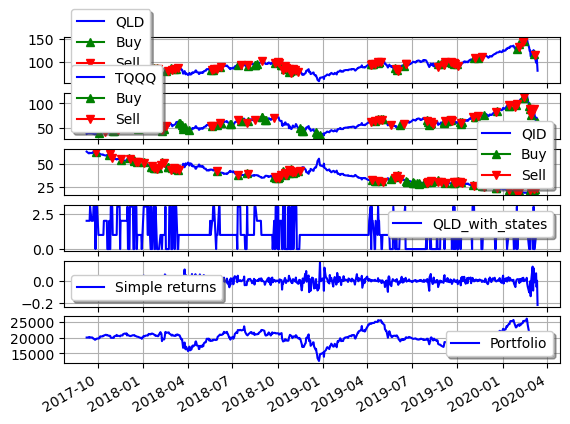 QLD
Buy
Sell
150
100
TQQQ
Buy
Sell
100
50
QID
Buy
Sell
50
25
QLD_with_states
2.5
0.0
Simple returns
0.0
−0.2
Portfolio
25000
20000
15000
2017-10
2018-01
2018-04
2018-07
2018-10
2019-01
2019-04
2019-07
2019-10
2020-01
2020-04